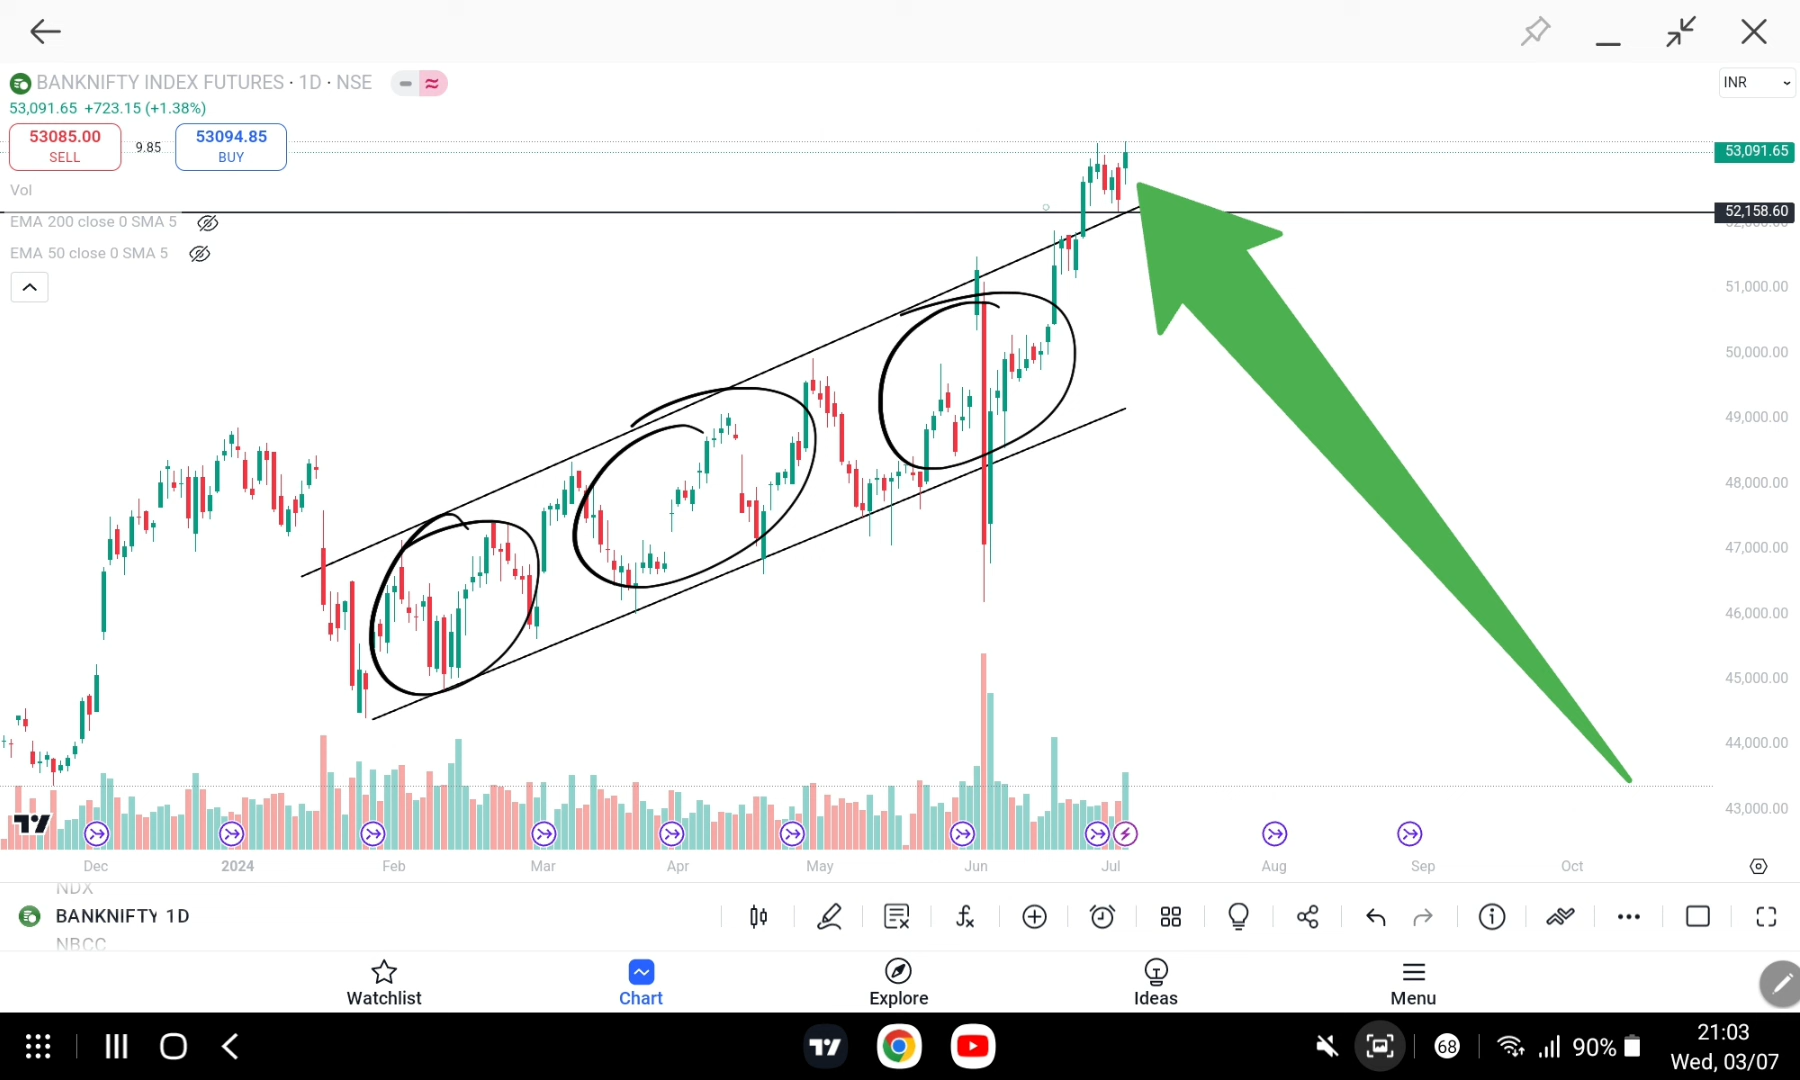 BANKNIFTY INDEX FUTURES · 1D · NSE
INR
53,091.65 +723.15 (+1.38%)
53085.00
SELL
9.85
53094.85
BUY
53,091.65
Vol
52,158.60
EMA 200 close 0 SMA 5
EMA 50 close 0 SMA 5
51,000.00
50,000.00
49,000.00
48,000.00
47,000.00
46,000.00
45,000.00
44,000.00
43,000.00
Dec 2024 Feb Mar Apr May Jun Jul Aug Sep Oct
NDX
BANKNIFTY 1D
NBCC
Watchlist Chart Explore Ideas Menu
68
90%
21:03
Wed, 03/07